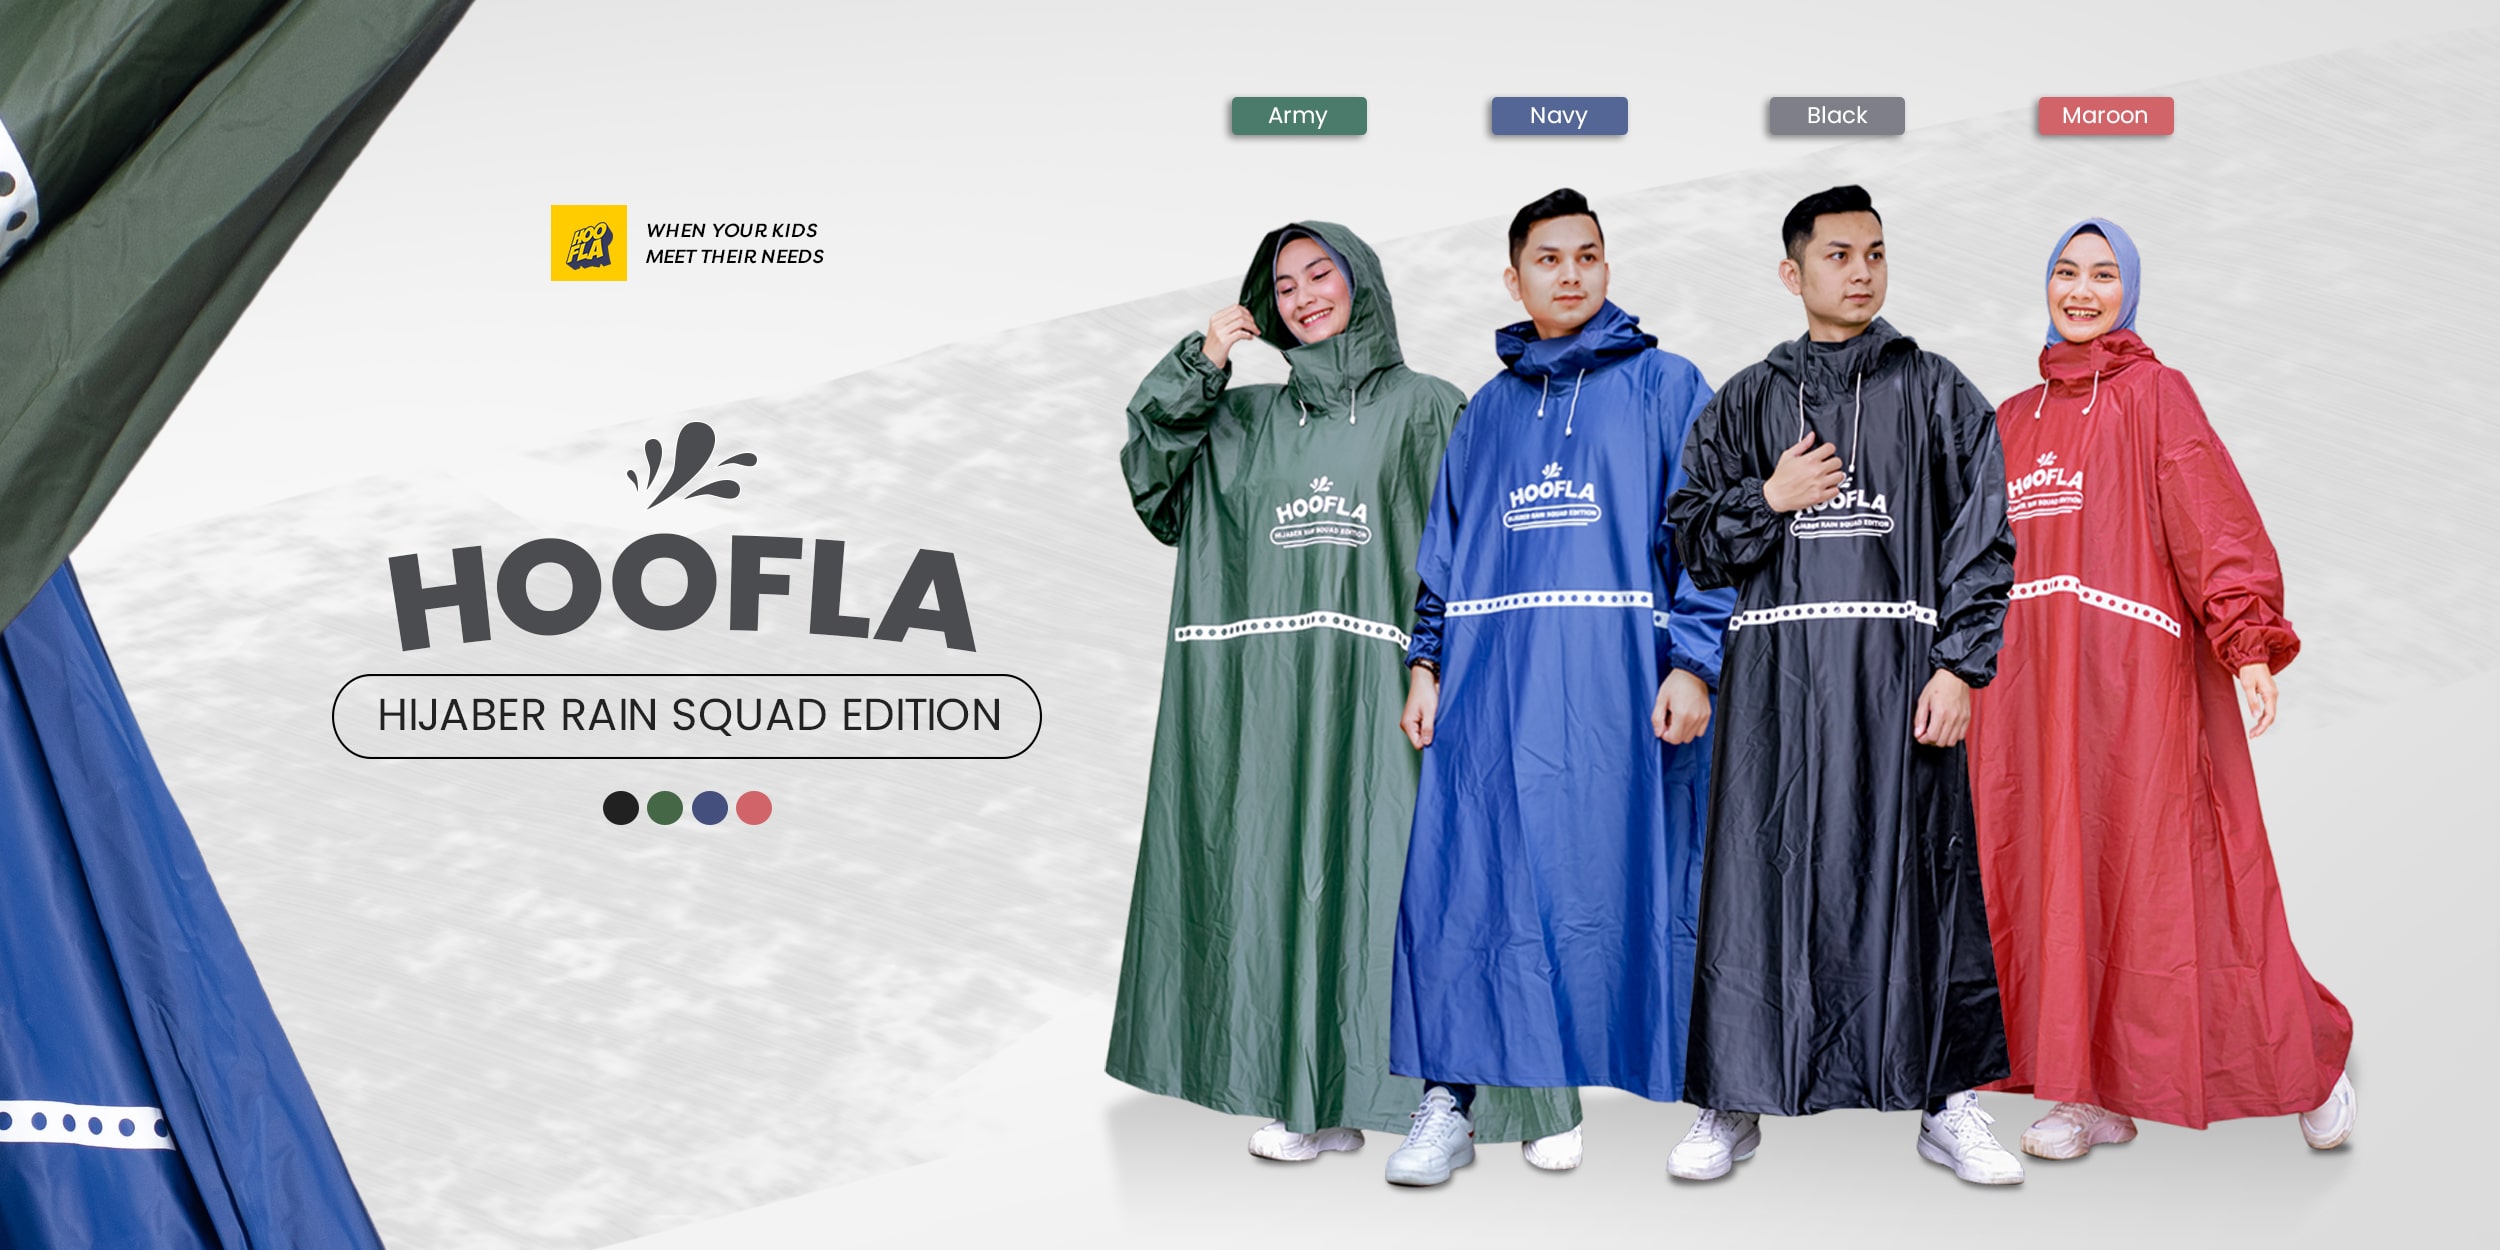 Army
Navy
Black
Maroon
HOO
FLA
WHEN YOUR KIDS
MEET THEIR NEEDS
HOOFLA
HIJABER RAIN SQUAD EDITION
HOOFLA
HIJABER RAIN SQUAD EDITION
HOOFLA
HIJABER RAIN SQUAD EDITION
HOOFLA
HIJABER RAIN SQUAD EDITION
HOOFLA
HIJABER RAIN SQUAD EDITION